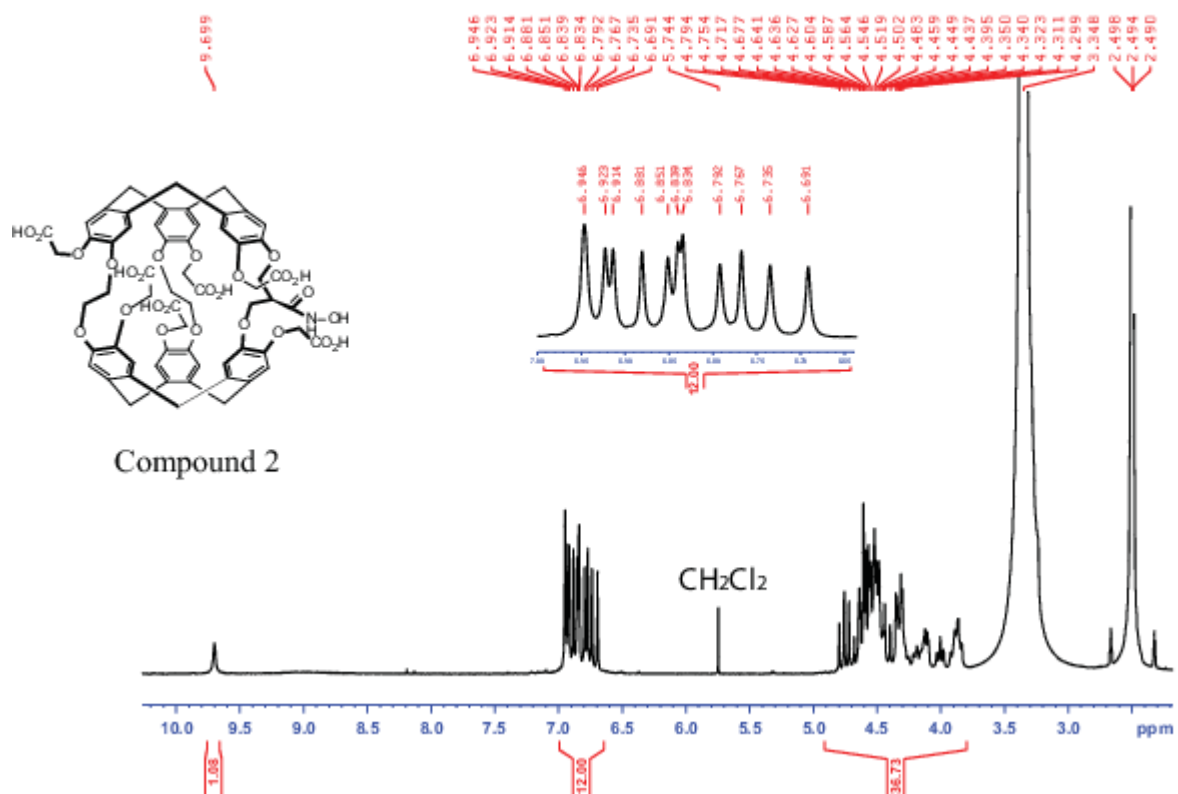 9.699
6.946
6.923
6.914
6.881
6.851
6.839
6.834
6.792
6.767
6.735
6.691
5.744
4.794
4.754
4.717
4.677
4.641
4.636
4.627
4.604
4.587
4.564
4.546
4.519
4.502
4.483
4.459
4.449
4.437
4.395
4.350
4.340
4.323
4.311
4.299
3.348
2.498
2.494
2.490
6.946
6.923
6.914
6.881
6.851
6.839
6.834
6.792
6.767
6.735
6.691
HO₂C
O
O
O
O
O
O
HO₂C
CO₂H
CO₂H
O
HO₂C
N
OH
H
CO₂H
O
O
O
O
O
O
12.00
Compound 2
CH₂Cl₂
10.0 9.5 9.0 8.5 8.0 7.5 7.0 6.5 6.0 5.5 5.0 4.5 4.0 3.5 3.0 ppm
1.08
12.00
36.73